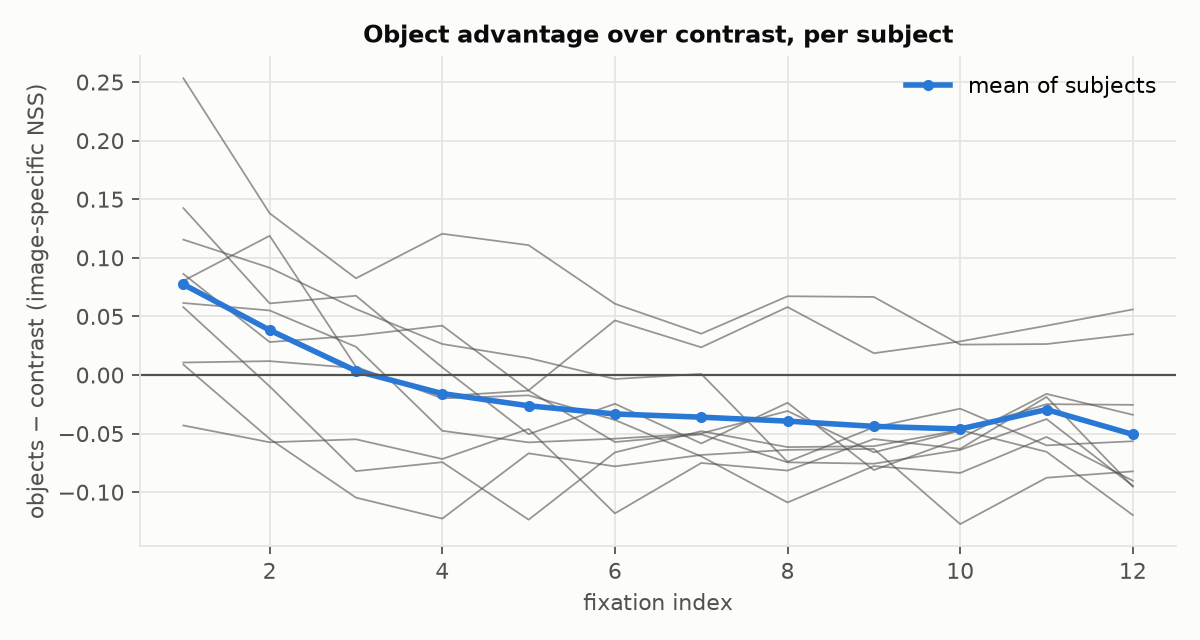 Object advantage over contrast, per subject
mean of subjects
objects − contrast (image-specific NSS)
0.25
0.20
0.15
0.10
0.05
0.00
−0.05
−0.10
2 4 6 8 10 12
fixation index